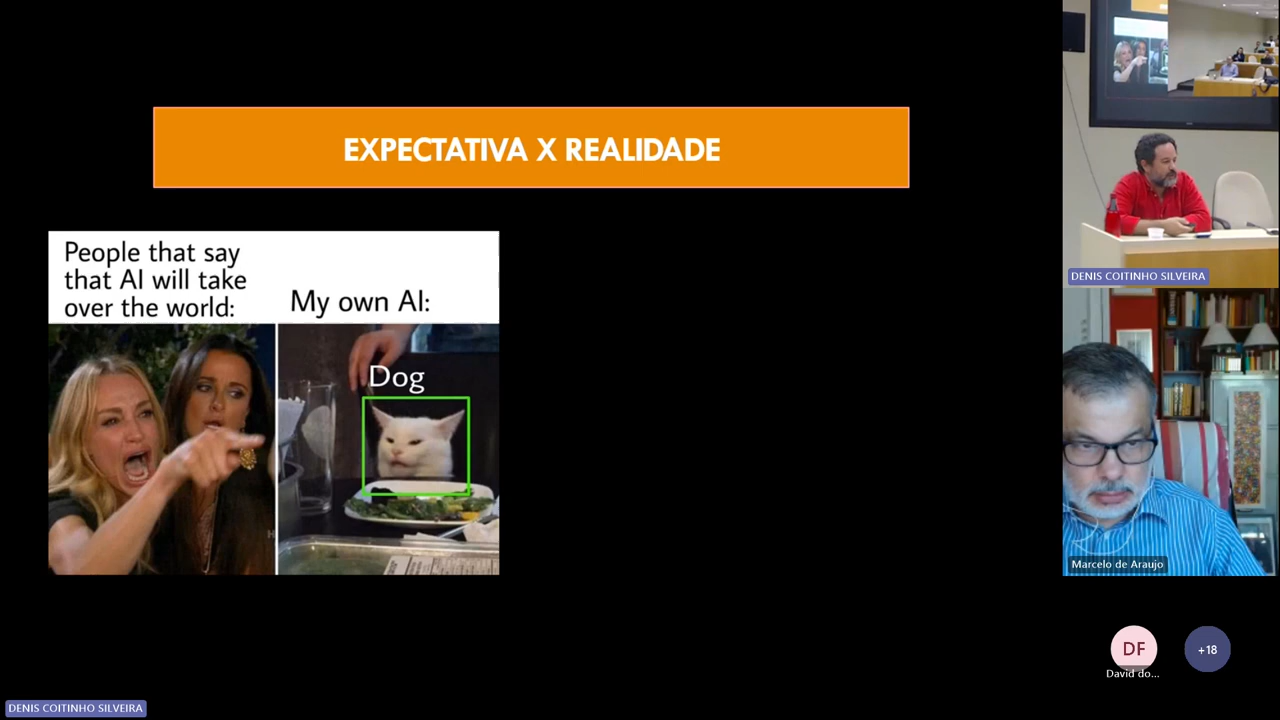 EXPECTATIVA X REALIDADE
People that say
that AI will take
over the world:
My own AI:
Dog
DENIS COITINHO SILVEIRA
Marcelo de Araujo
DF
David do...
+18
DENIS COITINHO SILVEIRA